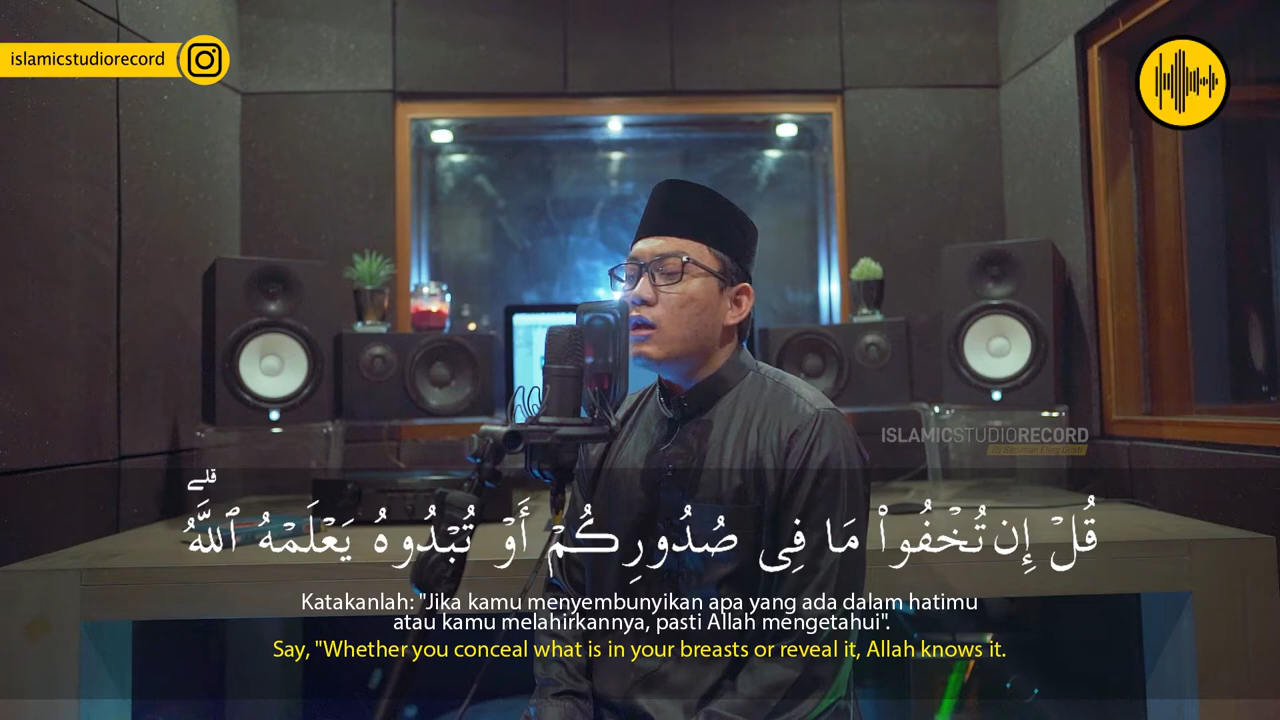 islamicstudiorecord
ISLAMICSTUDIORECORD
قُلْ إِن تُخْفُوا۟ مَا فِى صُدُورِكُمْ أَوْ تُبْدُوهُ يَعْلَمْهُ ٱللَّهُ ۗ
Katakanlah: "Jika kamu menyembunyikan apa yang ada dalam hatimu
atau kamu melahirkannya, pasti Allah mengetahui".
Say, "Whether you conceal what is in your breasts or reveal it, Allah knows it.